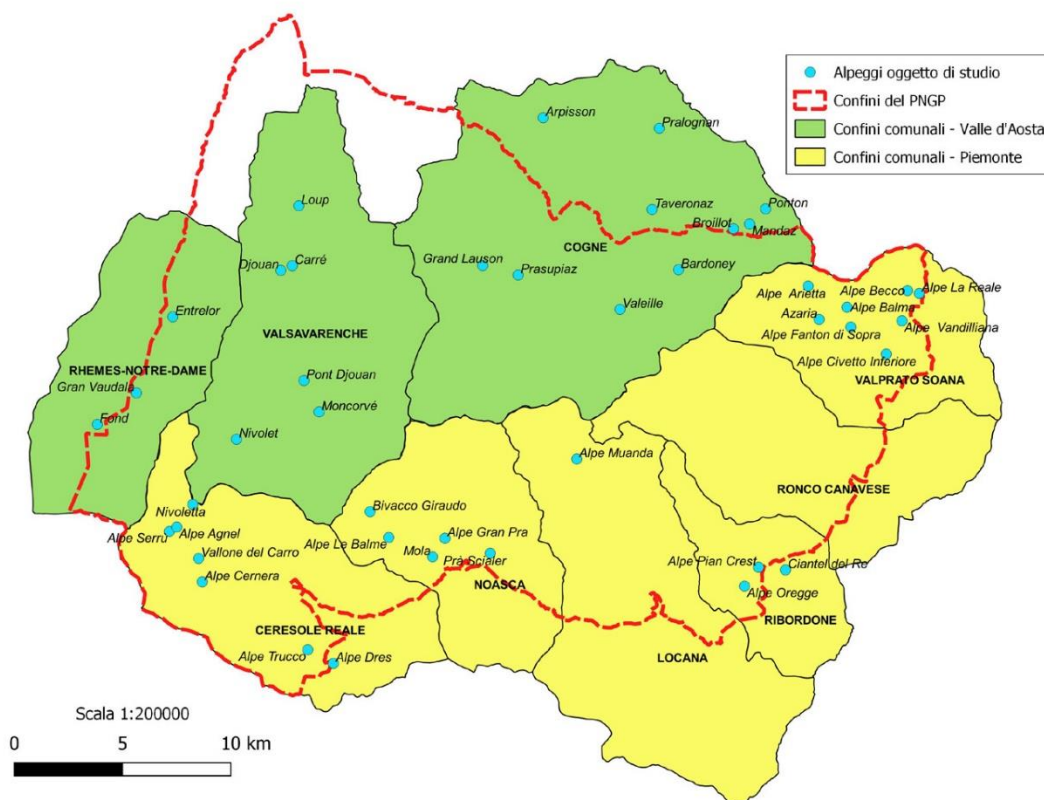 Alpeggi oggetto di studio
Confini del PNGP
Confini comunali - Valle d'Aosta
Confini comunali - Piemonte
Arpisson
Pralognan
Loup
Taveronaz
Ponton
Broillot
Mandaz
COGNE
Djouan
Carré
Grand Lauson
Prasupiaz
Bardoney
Valeille
Entrelor
VALSAVARENCHE
Alpe Arietta
Alpe Becco
Alpe La Reale
Azaria
Alpe Balma
Alpe Fanton di Sopra
Alpe Vandilliana
Alpe Civetto Inferiore
RHEMES-NOTRE-DAME
Gran Vaudala
Pont Djouan
VALPRATO SOANA
Fond
Moncorvé
Nivolet
Alpe Muanda
RONCO CANAVESE
Nivoletta
Bivacco Giraudo
Alpe Serrù
Alpe Agnel
Alpe Le Balme
Alpe Gran Pra
Vallone del Carro
Mola
Prà Scialer
Alpe Pian Crest
Ciantel del Re
Alpe Cernera
NOASCA
Alpe Oregge
RIBORDONE
CERESOLE REALE
LOCANA
Alpe Trucco
Alpe Dres
Scala 1:200000
0 5 10 km